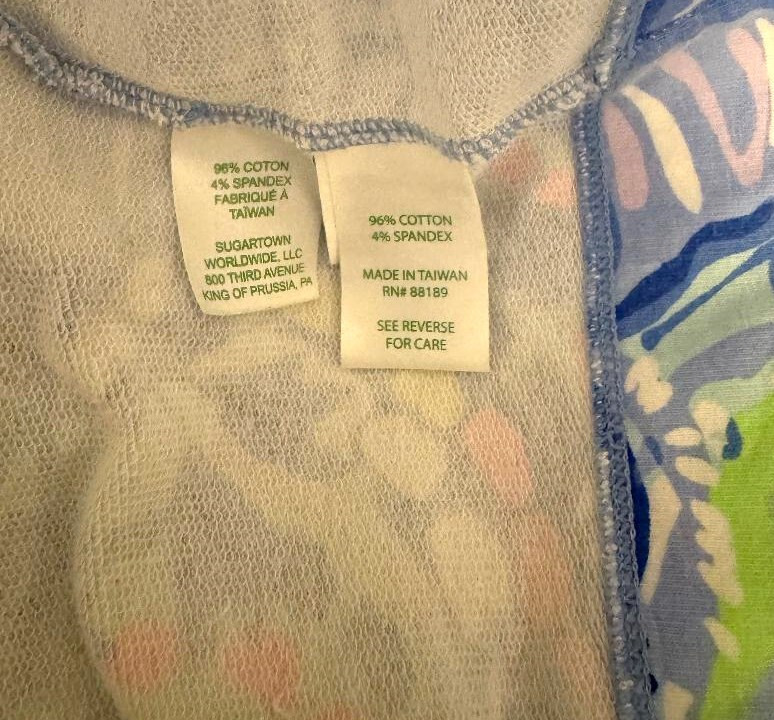 96% COTON
4% SPANDEX
FABRIQUÉ À
TAÏWAN
SUGARTOWN
WORLDWIDE, LLC
800 THIRD AVENUE
KING OF PRUSSIA, PA
96% COTTON
4% SPANDEX
MADE IN TAIWAN
RN# 88189
SEE REVERSE
FOR CARE